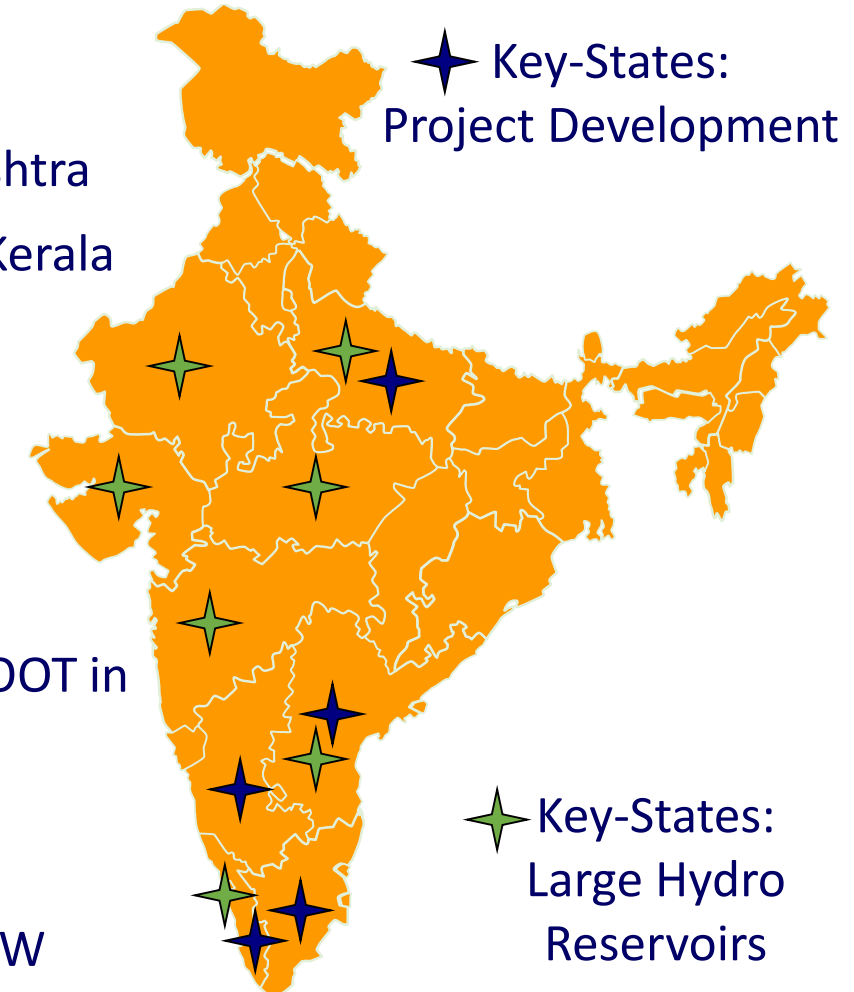 Key-States:
Project Development
htra
Kerala
OOT in
Key-States:
Large Hydro
Reservoirs
W